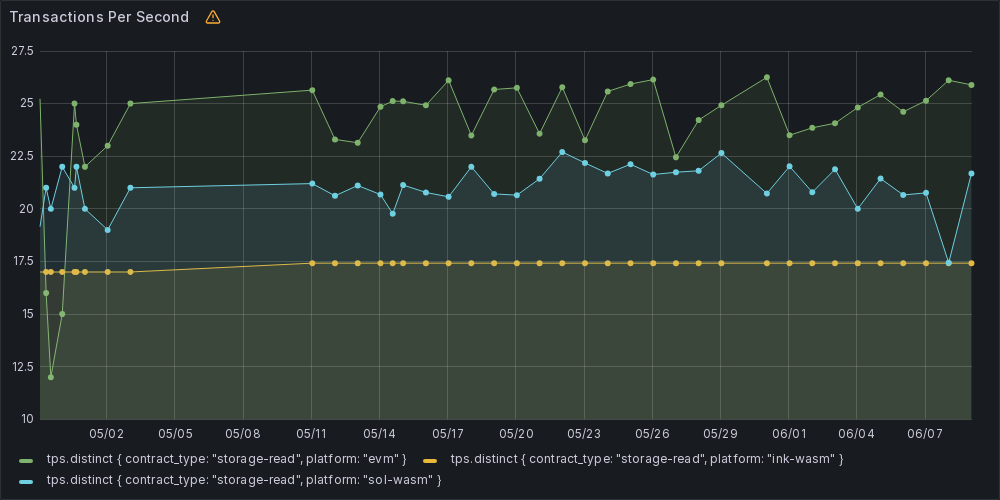 Transactions Per Second
27.5
25
22.5
20
17.5
15
12.5
10
05/02 05/05 05/08 05/11 05/14 05/17 05/20 05/23 05/26 05/29 06/01 06/04 06/07
tps.distinct { contract_type: "storage-read", platform: "evm" } tps.distinct { contract_type: "storage-read", platform: "ink-wasm" }
tps.distinct { contract_type: "storage-read", platform: "sol-wasm" }